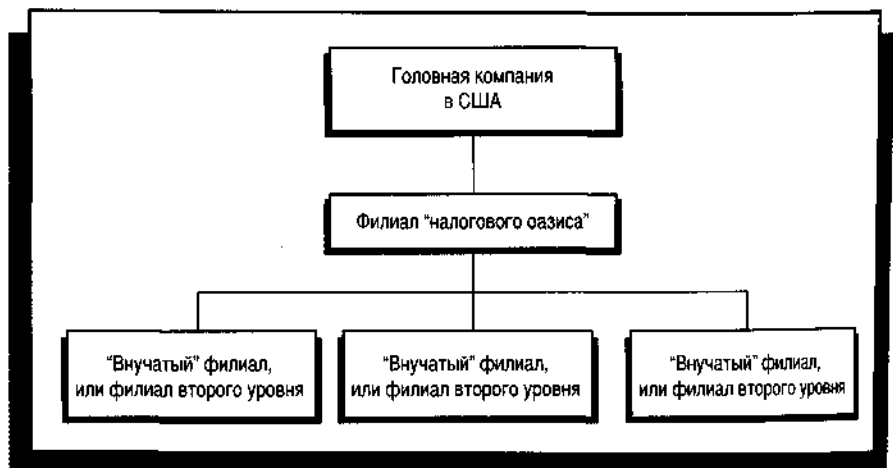 Головная компания
в США
Филиал "налогового оазиса"
"Внучатый" филиал,
или филиал второго уровня
"Внучатый" филиал,
или филиал второго уровня
"Внучатый" филиал,
или филиал второго уровня